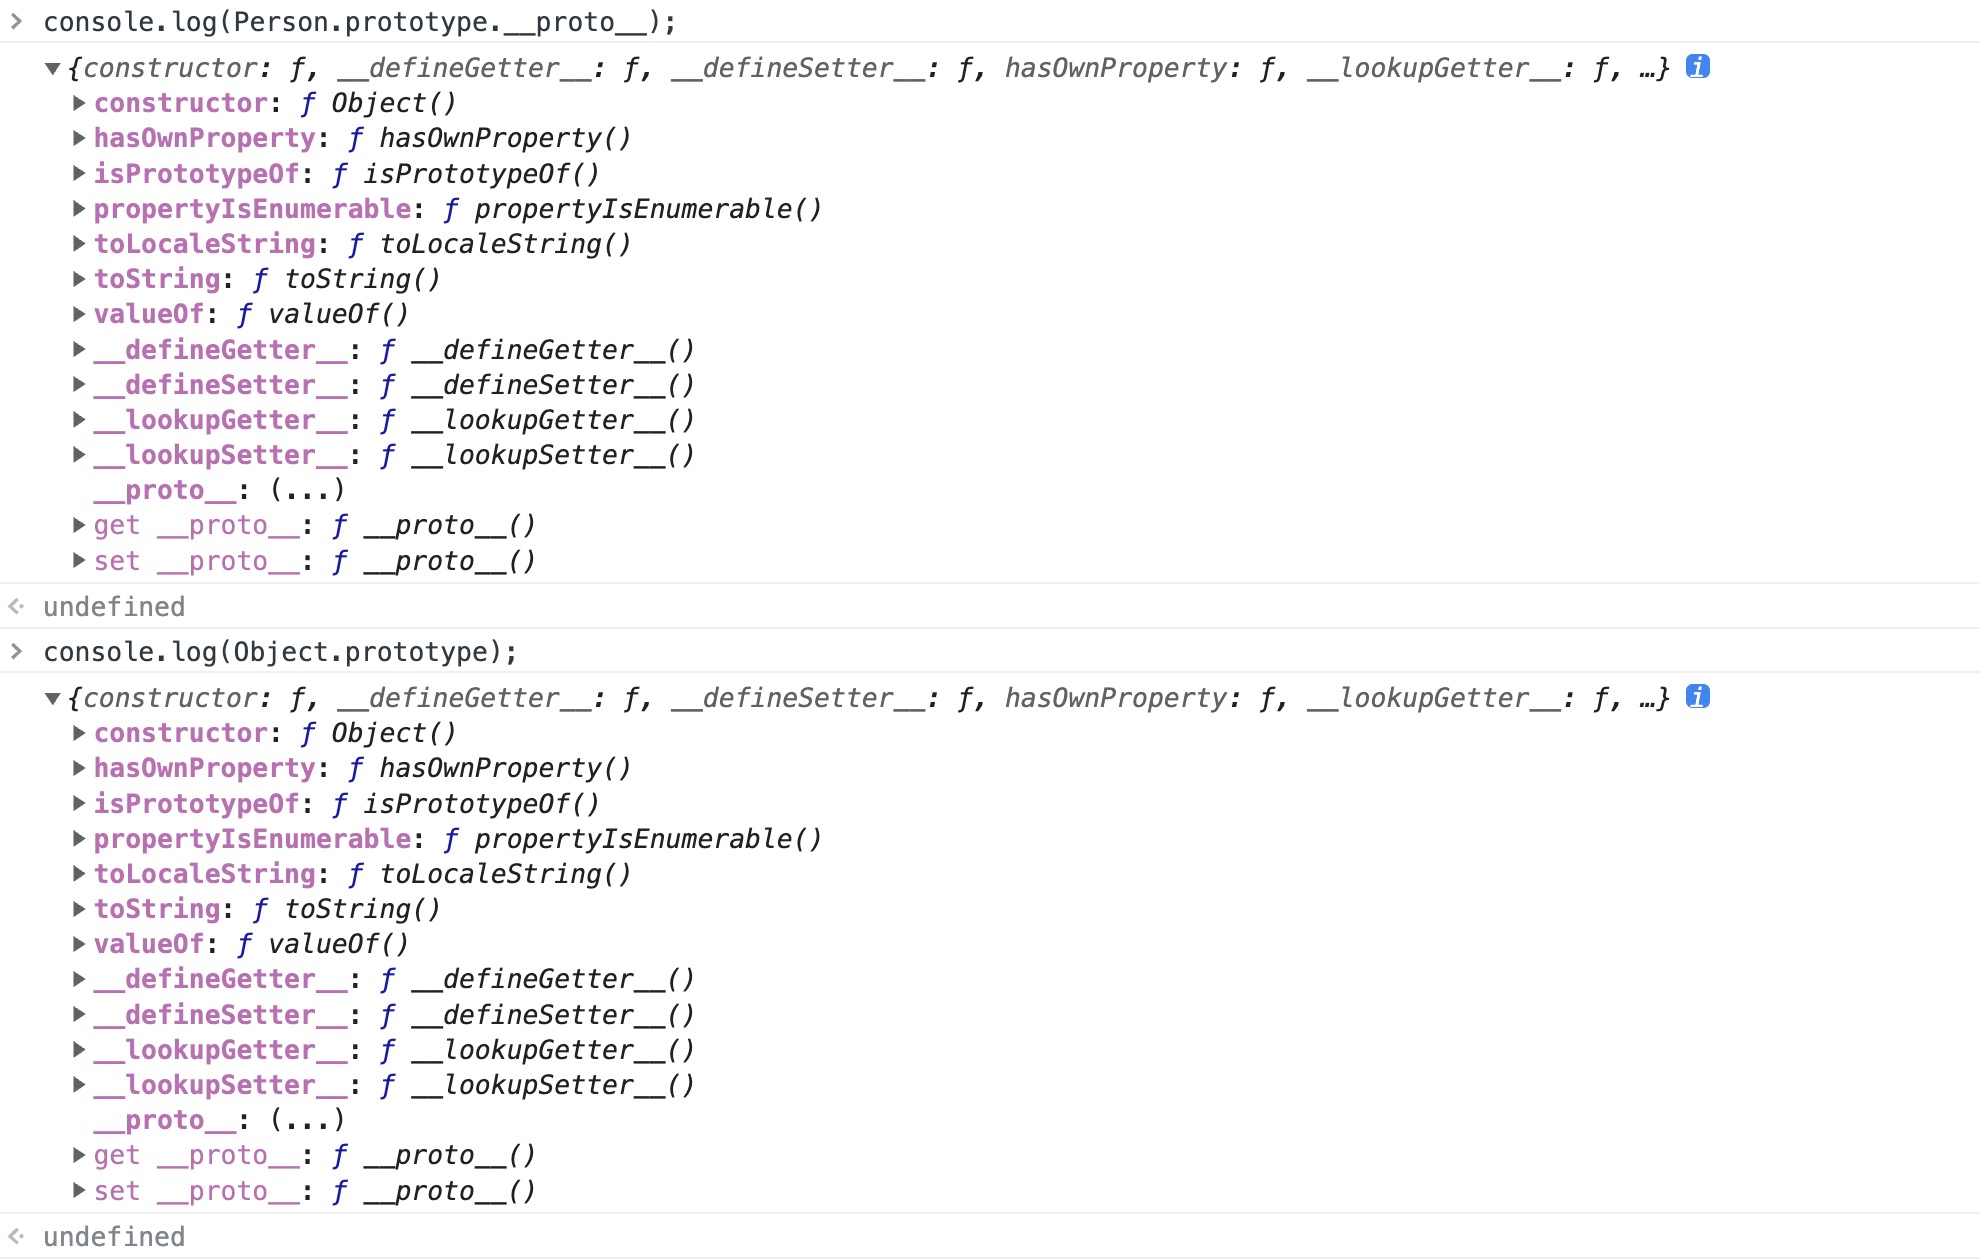 > console.log(Person.prototype.__proto__);
▼{constructor: ƒ, __defineGetter__: ƒ, __defineSetter__: ƒ, hasOwnProperty: ƒ, __lookupGetter__: ƒ, …} i
▶constructor: ƒ Object()
▶hasOwnProperty: ƒ hasOwnProperty()
▶isPrototypeOf: ƒ isPrototypeOf()
▶propertyIsEnumerable: ƒ propertyIsEnumerable()
▶toLocaleString: ƒ toLocaleString()
▶toString: ƒ toString()
▶valueOf: ƒ valueOf()
▶__defineGetter__: ƒ __defineGetter__()
▶__defineSetter__: ƒ __defineSetter__()
▶__lookupGetter__: ƒ __lookupGetter__()
▶__lookupSetter__: ƒ __lookupSetter__()
__proto__: (...)
▶get __proto__: ƒ __proto__()
▶set __proto__: ƒ __proto__()
undefined
> console.log(Object.prototype);
▼{constructor: ƒ, __defineGetter__: ƒ, __defineSetter__: ƒ, hasOwnProperty: ƒ, __lookupGetter__: ƒ, …} i
▶constructor: ƒ Object()
▶hasOwnProperty: ƒ hasOwnProperty()
▶isPrototypeOf: ƒ isPrototypeOf()
▶propertyIsEnumerable: ƒ propertyIsEnumerable()
▶toLocaleString: ƒ toLocaleString()
▶toString: ƒ toString()
▶valueOf: ƒ valueOf()
▶__defineGetter__: ƒ __defineGetter__()
▶__defineSetter__: ƒ __defineSetter__()
▶__lookupGetter__: ƒ __lookupGetter__()
▶__lookupSetter__: ƒ __lookupSetter__()
__proto__: (...)
▶get __proto__: ƒ __proto__()
▶set __proto__: ƒ __proto__()
undefined